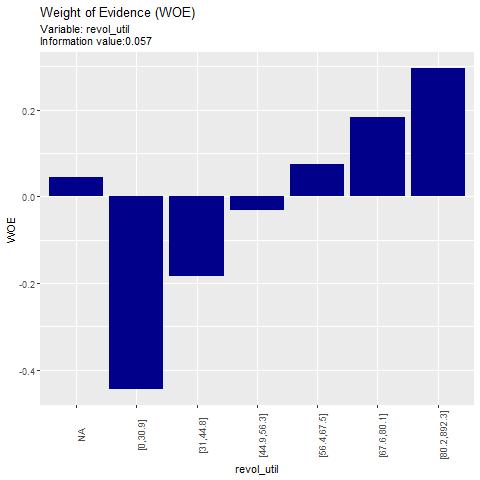 Weight of Evidence (WOE)
Variable: revol_util
Information value:0.057
WOE
0.2
0.0
-0.2
-0.4
NA
[0,30.9]
[31,44.8]
[44.9,56.3]
[56.4,67.5]
[67.6,80.1]
[80.2,892.3]
revol_util